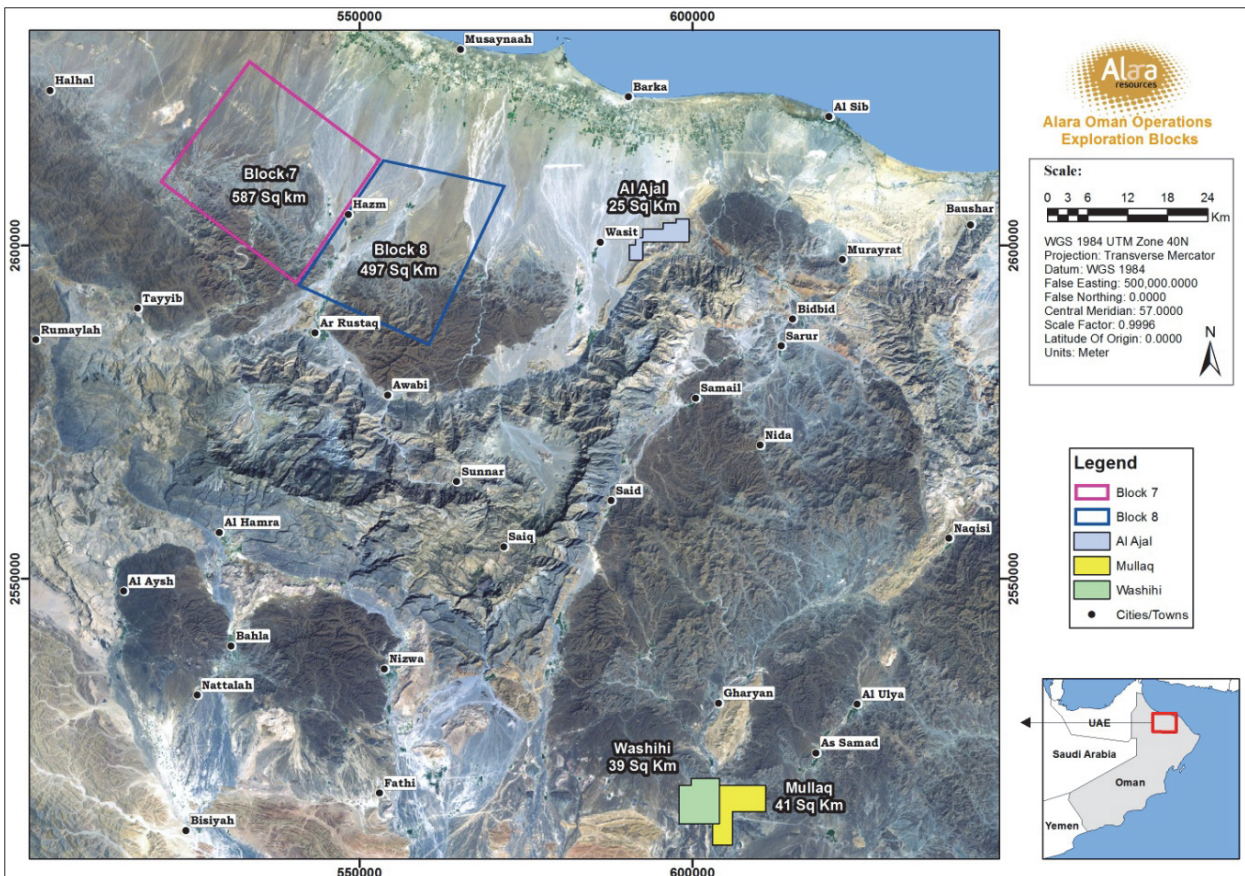 550000
600000
Musaynaah
Halhal
Barka
Al Sib
Block 7
587 Sq km
Al Ajal
25 Sq Km
Hazm
Wasit
Baushar
2600000
Block 8
497 Sq Km
Murayrat
2600000
Tayyib
Bidbid
Rumaylah
Ar Rustaq
Sarur
Awabi
Samail
Nida
Sunnar
Said
Al Hamra
Saiq
Naqisi
2550000
Al Aysh
2550000
Bahla
Nizwa
Nattalah
Gharyan
Al Ulya
Washihi
39 Sq Km
As Samad
Mullaq
41 Sq Km
Fathi
Bisiyah
550000
600000
Alara
resources
Alara Oman Operations
Exploration Blocks
Scale:
0 3 6 12 18 24
Km
WGS 1984 UTM Zone 40N
Projection: Transverse Mercator
Datum: WGS 1984
False Easting: 500,000.0000
False Northing: 0.0000
Central Meridian: 57.0000
Scale Factor: 0.9996
Latitude Of Origin: 0.0000
Units: Meter
N
Legend
Block 7
Block 8
Al Ajal
Mullaq
Washihi
Cities/Towns
UAE
Saudi Arabia
Oman
Yemen